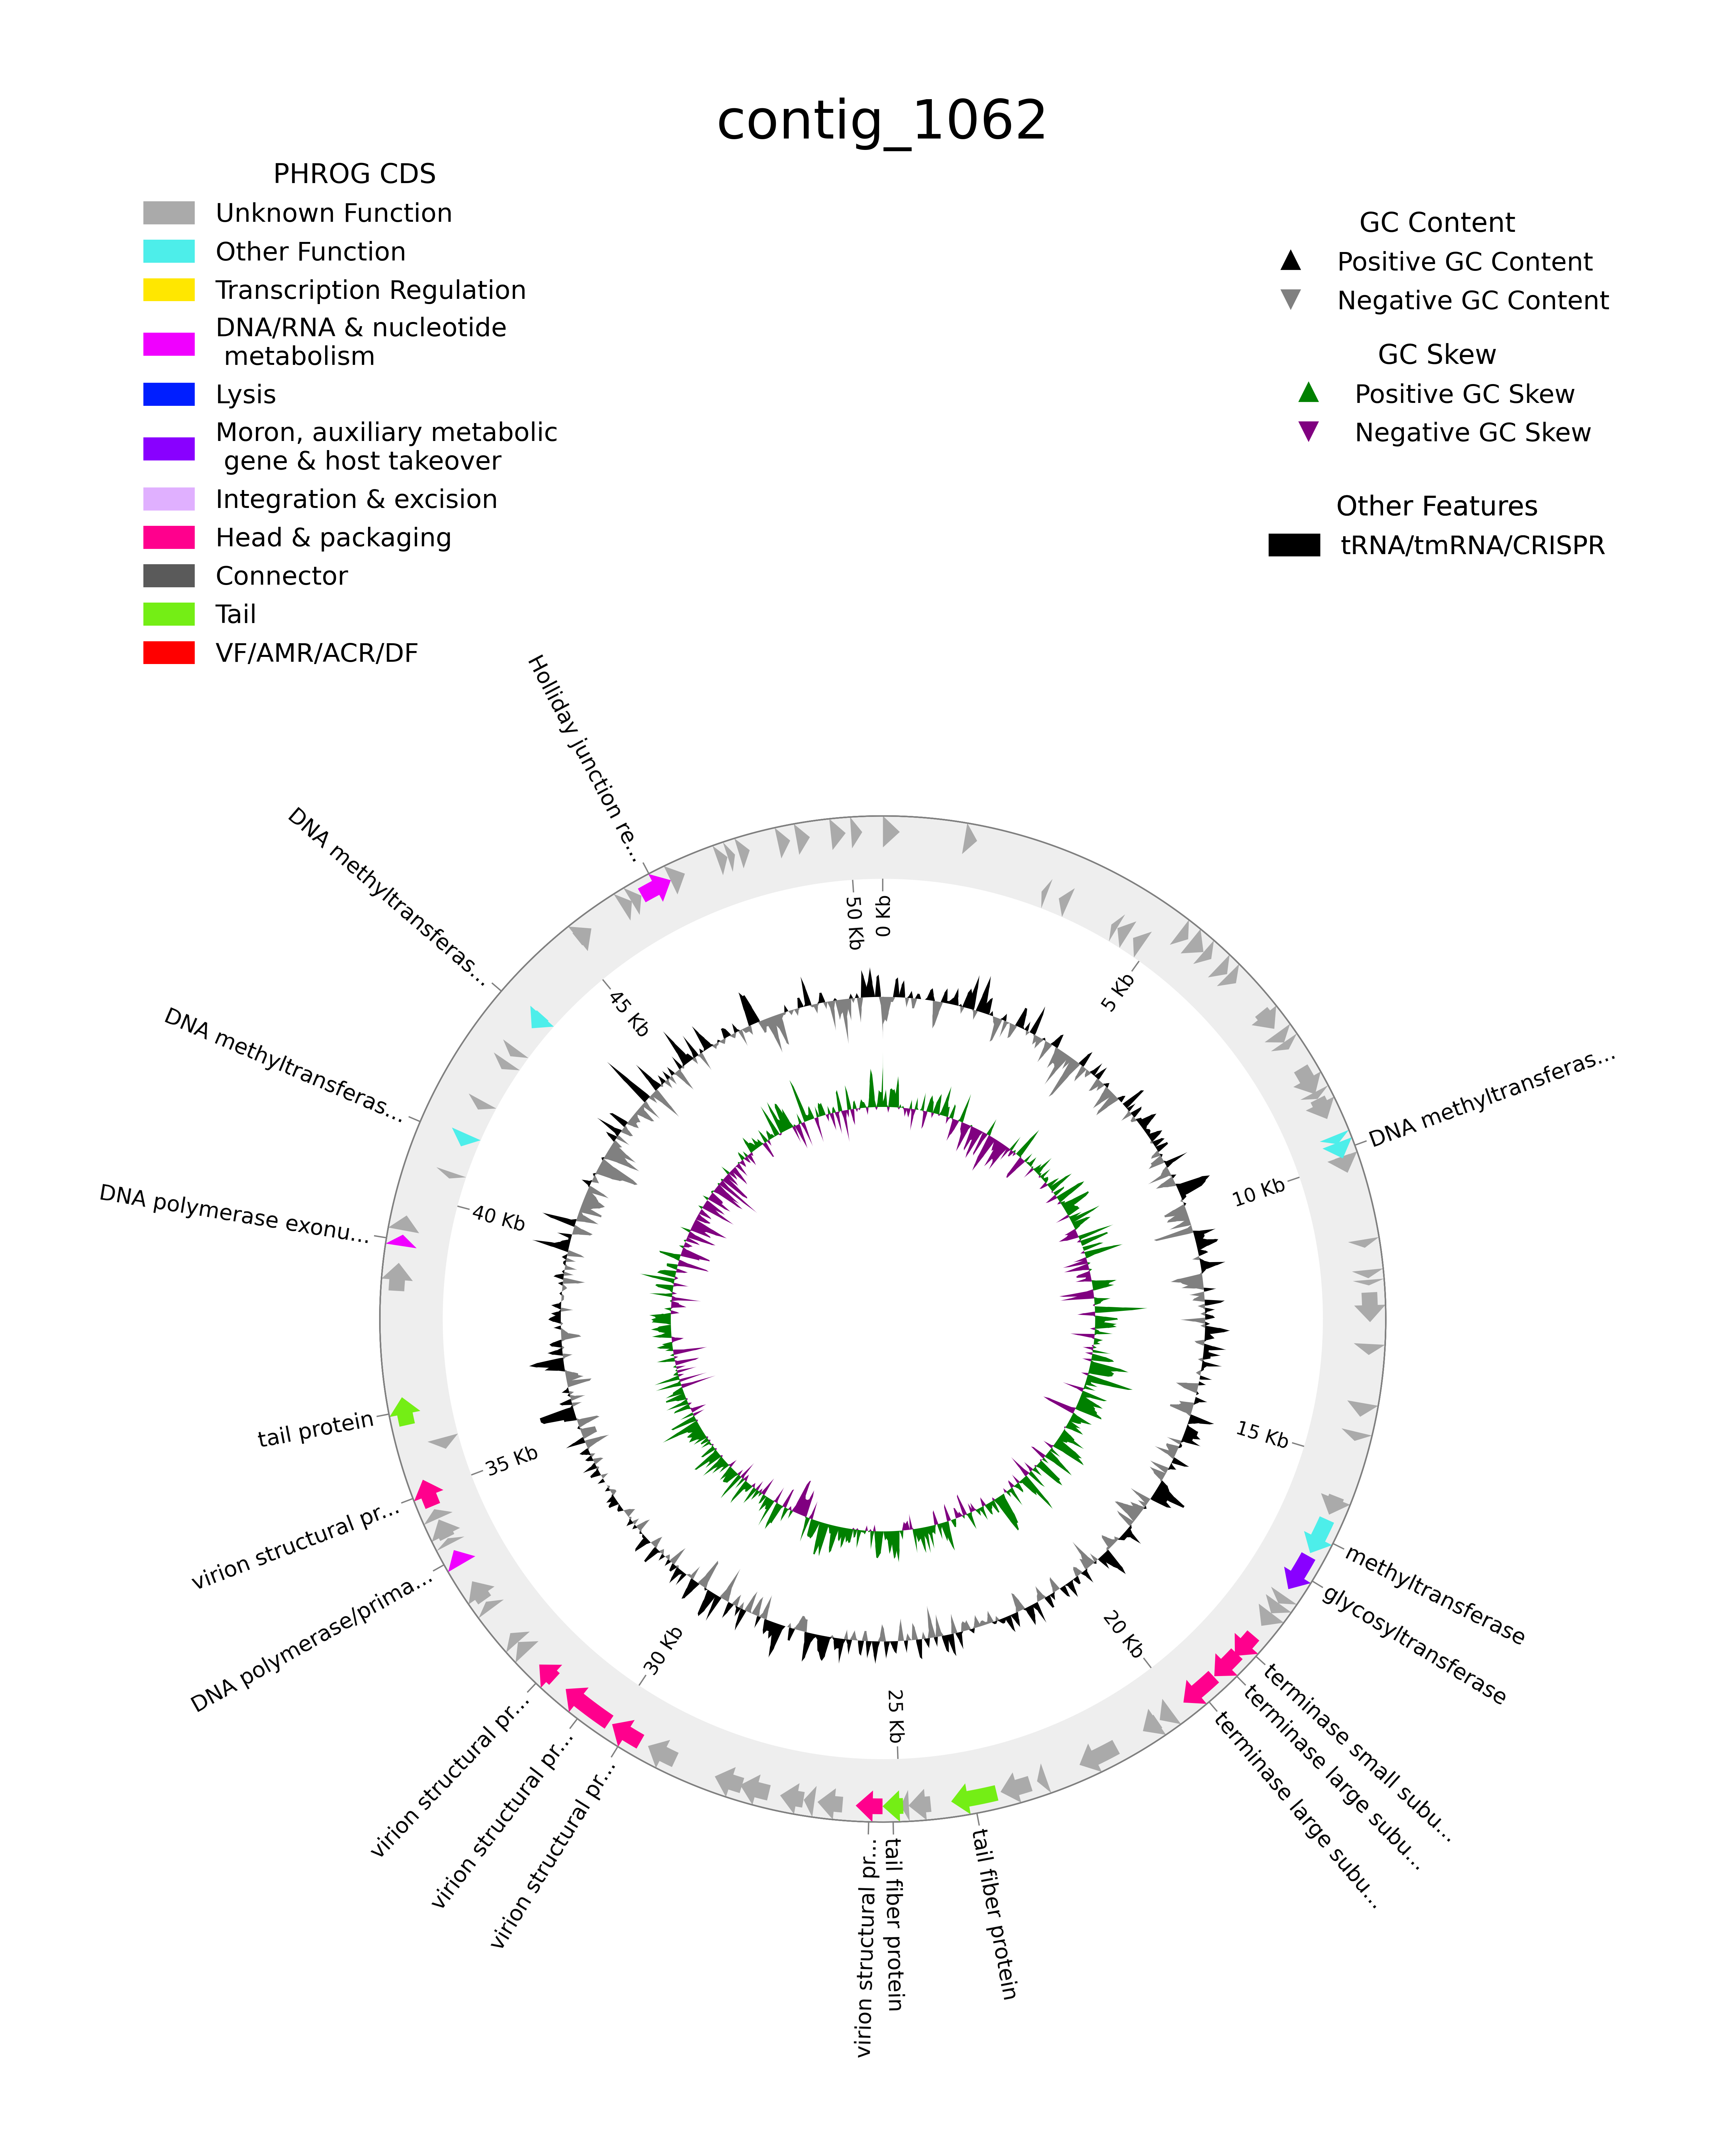 contig_1062
PHROG CDS
Unknown Function
Other Function
Transcription Regulation
DNA/RNA & nucleotide
metabolism
Lysis
Moron, auxiliary metabolic
gene & host takeover
Integration & excision
Head & packaging
Connector
Tail
VF/AMR/ACR/DF
GC Content
Positive GC Content
Negative GC Content
GC Skew
Positive GC Skew
Negative GC Skew
Other Features
tRNA/tmRNA/CRISPR
0 Kb
5 Kb
10 Kb
15 Kb
20 Kb
25 Kb
30 Kb
35 Kb
40 Kb
45 Kb
50 Kb
DNA methyltransferas...
methyltransferase
glycosyltransferase
terminase small subu...
terminase large subu...
terminase large subu...
tail fiber protein
tail fiber protein
virion structural pr...
virion structural pr...
virion structural pr...
virion structural pr...
DNA polymerase/prima...
virion structural pr...
tail protein
DNA polymerase exonu...
DNA methyltransferas...
DNA methyltransferas...
Holliday junction re...